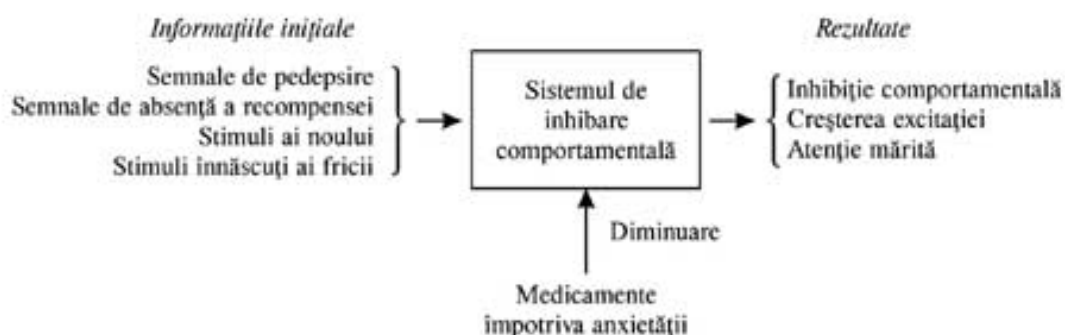 Informațiile inițiale
Rezultate
Semnale de pedepsire
Semnale de absență a recompensei
Stimuli ai noului
Stimuli înnăscuți ai fricii
Sistemul de
inhibare
comportamentală
Inhibiție comportamentală
Creșterea excitației
Atenție mărită
Diminuare
Medicamente
împotriva anxietății